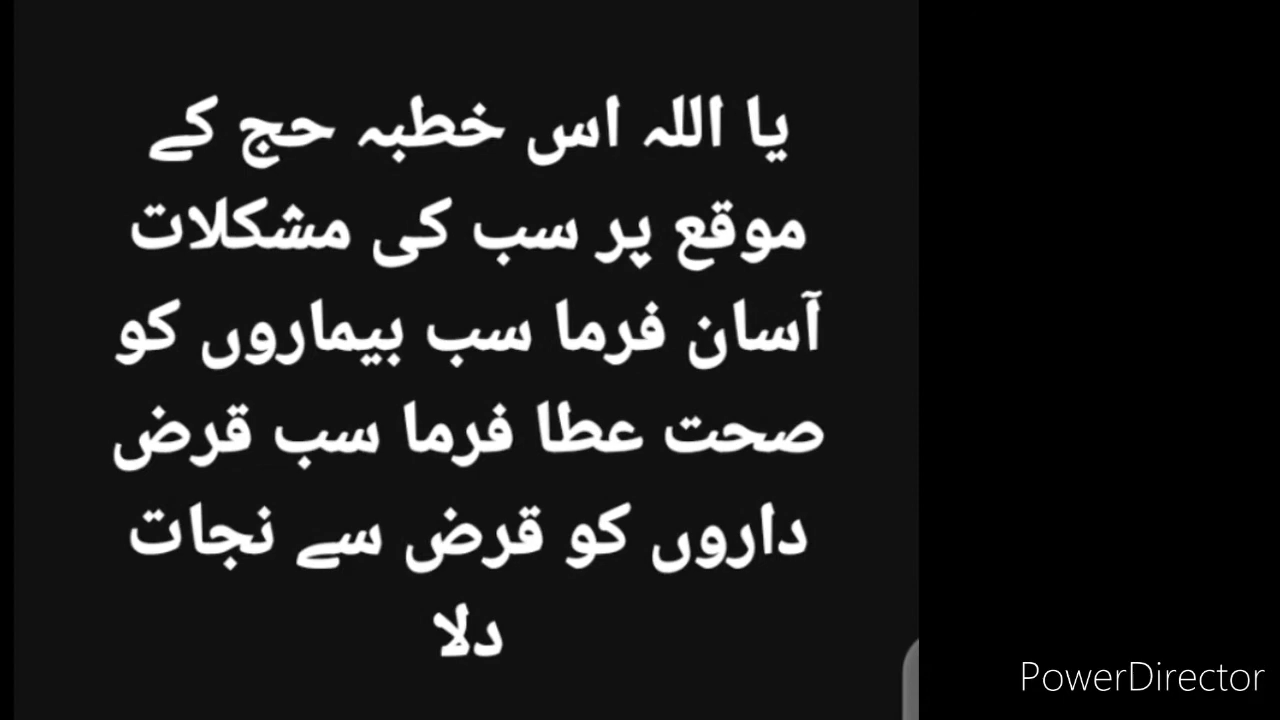 یا اللہ اس خطبہ حج کے
موقع پر سب کی مشکلات
آسان فرما سب بیماروں کو
صحت عطا فرما سب قرض
داروں کو قرض سے نجات
دلا
PowerDirector